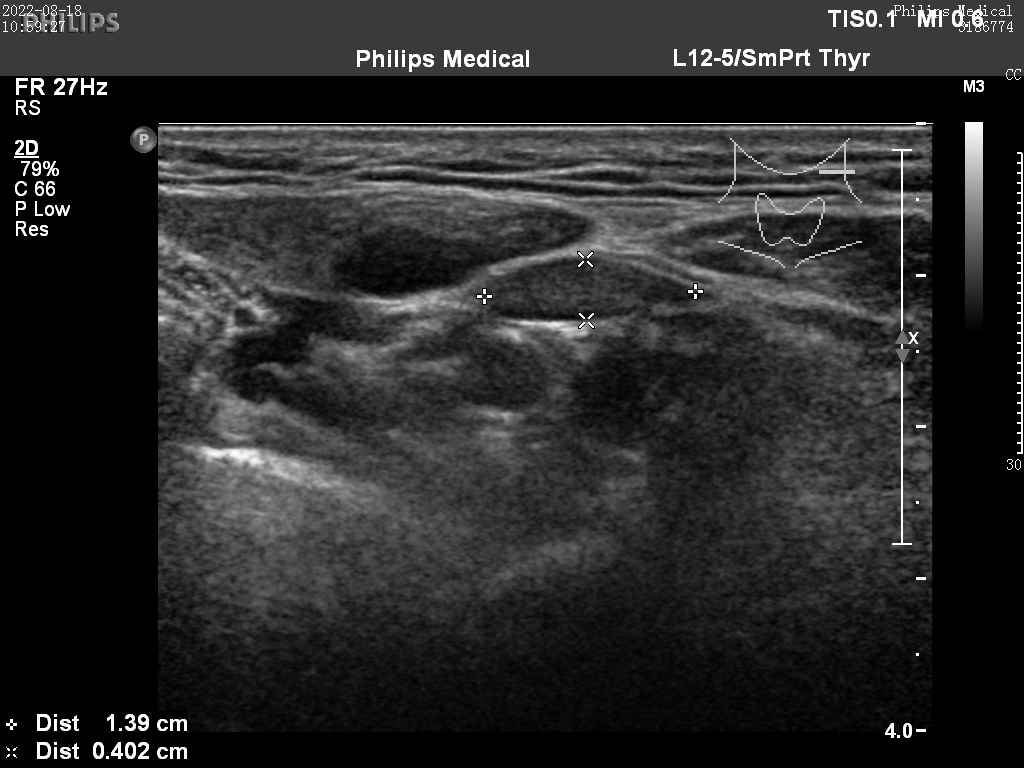 2022-08-18
10:59:27
PHILIPS
TIS0.1 MI 0.6
Philips Medical
Philips Medical
L12-5/SmPrt Thyr
CC
FR 27Hz
RS
M3
P
2D
79%
C 66
P Low
Res
X
30
Dist 1.39 cm
Dist 0.402 cm
4.0